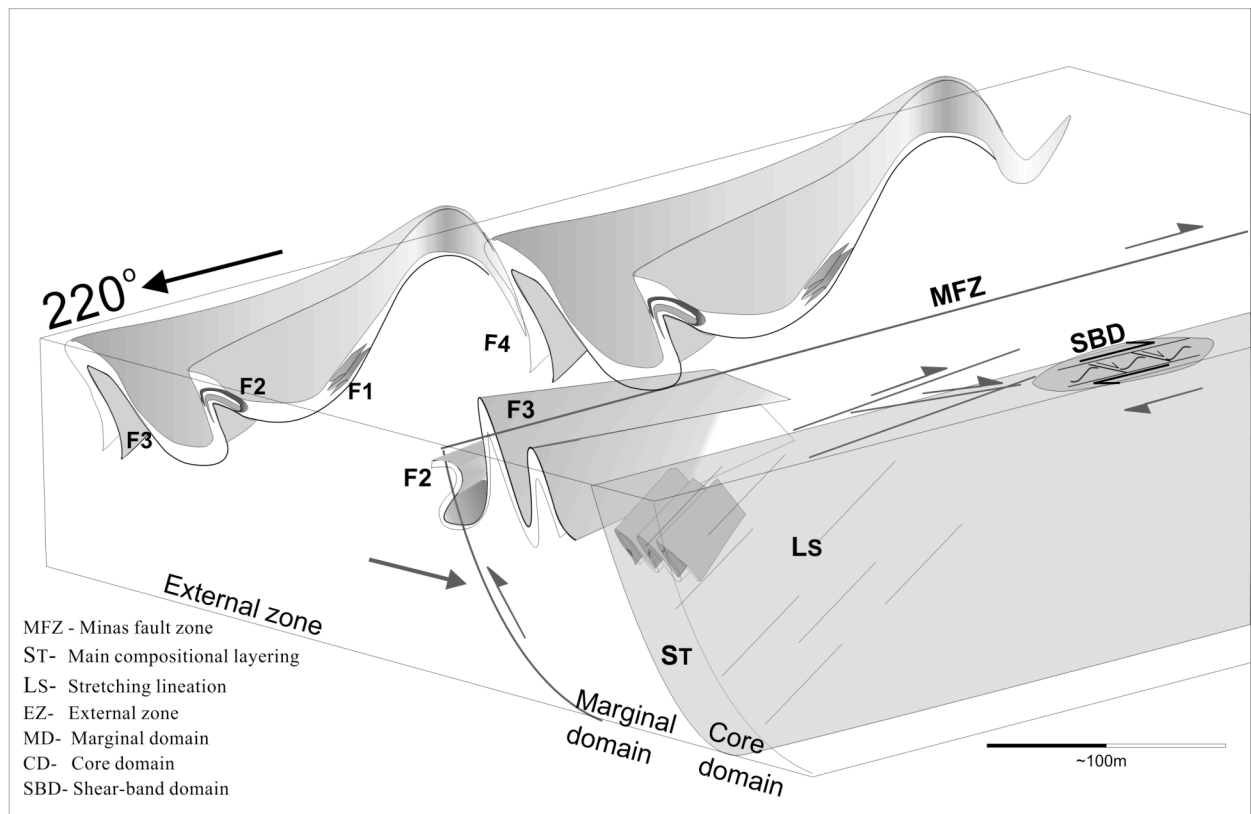 220°
F4
MFZ
SBD
F2
F1
F3
F3
F2
LS
ST
External zone
Marginal
domain
Core
domain
~100m
MFZ - Minas fault zone
ST- Main compositional layering
LS- Stretching lineation
EZ- External zone
MD- Marginal domain
CD- Core domain
SBD- Shear-band domain